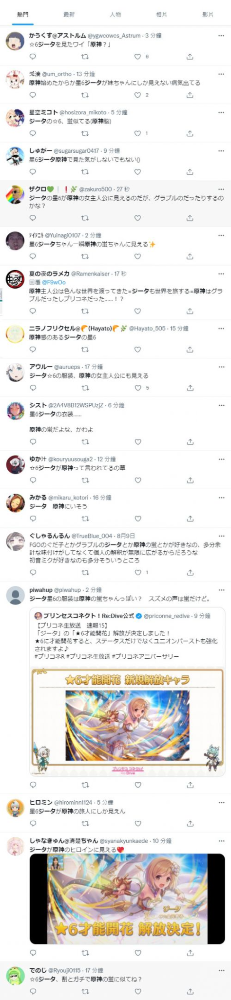 熱門 最新 人物 相片 影片
かうくす@アストルム @ygwcowcs_Astrum · 3 分鐘
☆6ジータを見たワイ「原神？」
6
兎湊 @um_ortho · 13 分鐘
原神始めたからか星6ジータが妹ちゃんにしか見えない病気出てる
2
星空ミコト @hosizora_mikoto · 5 分鐘
ジータの☆6、蛍似てる(原神脳)
1
しゅがー @sugarsugar0417 · 9 分鐘
星6ジータ原神で見た気がしないでもない()
ザクロ💚❕❗🌿 @zakuro500 · 27 秒
ジータの星6が原神の女主人公に見えるのだが、グラブルのだったりするの
かな？
ﾃｲﾃﾆｷ @Yuinagi0107 · 2 分鐘
星6ジータちゃん一瞬原神の蛍ちゃんに見える✨
夏の夜のラメカ @Ramenkaiser · 17 秒
回覆 @F9wOo
原神主人公は色んな世界を渡ってきた=ジータも世界を旅する=原神はグラ
ブルだったしプリコネだった......！？
ニラノフリクセル@🥐(Hayato)🥐🌿 @Hayato_505 · 15 分鐘
原神感のあるジータの星6
アウルー @aurueps · 17 分鐘
ジータ☆6の服装、原神の女主人公にも見える
5
シスト @2A4V8B12WSPUzjZ · 6 分鐘
星6ジータの衣装......
原神の蛍だよな、かわよ
ゆか汁 @kouryuusouga2 · 12 分鐘
☆6ジータが原神って言われてるの草
みかる @mikaru_kotori · 16 分鐘
ジータ　原神にいそう
ぐしゃるんるん @TrueBlue_004 · 8月9日
FGOのぐだ子とかグラブルのジータとか原神の蛍とかが好きなの、多分余
計な味付けがしてなくて個人の解釈が無限に広がるからだろうな
初音ミクが好きなのも多分そういうところ
1
piwahup @piwahup · 2 分鐘
ジータ星6の服装は原神の蛍ちゃんっぽい？　スズメの声は蛍だけど。
プリンセスコネクト！Re:Dive公式 @priconne_redive · 9 分鐘
【プリコネ生放送　速報15】
「ジータ」の「★6才能開花」解放が決定しました！
★6に才能開花すると、ステータスだけでなくユニオンバーストも強化
されますよ♪
#プリコネR #プリコネ生放送 #プリコネアニバーサリー
★6才能開花 新規解放キャラ
プリンセスコネクト!
Re:Dive
ヒロミン @hirominn1124 · 5 分鐘
星6ジータが原神の旅人にしか見えん
しゃなきゅん@清楚ちゃん @syanakyunkaede · 10 分鐘
ジータが原神のヒロインに見える❤️
ジータ
★6才能開花 解放決定!
でのじ @Ryouji0115 · 17 分鐘
☆6ジータ、割とガチで原神の蛍に似てね？